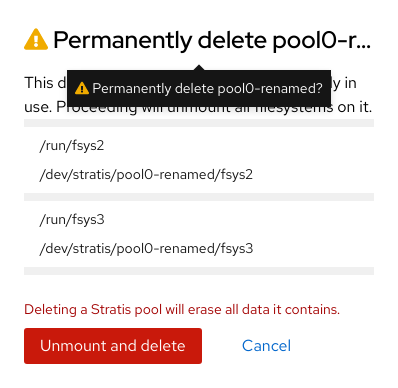 Permanently delete pool0-r...
This d ly in
Permanently delete pool0-renamed?
use. Proceeding will unmount all filesystems on it.
/run/fsys2
/dev/stratis/pool0-renamed/fsys2
/run/fsys3
/dev/stratis/pool0-renamed/fsys3
Deleting a Stratis pool will erase all data it contains.
Unmount and delete
Cancel